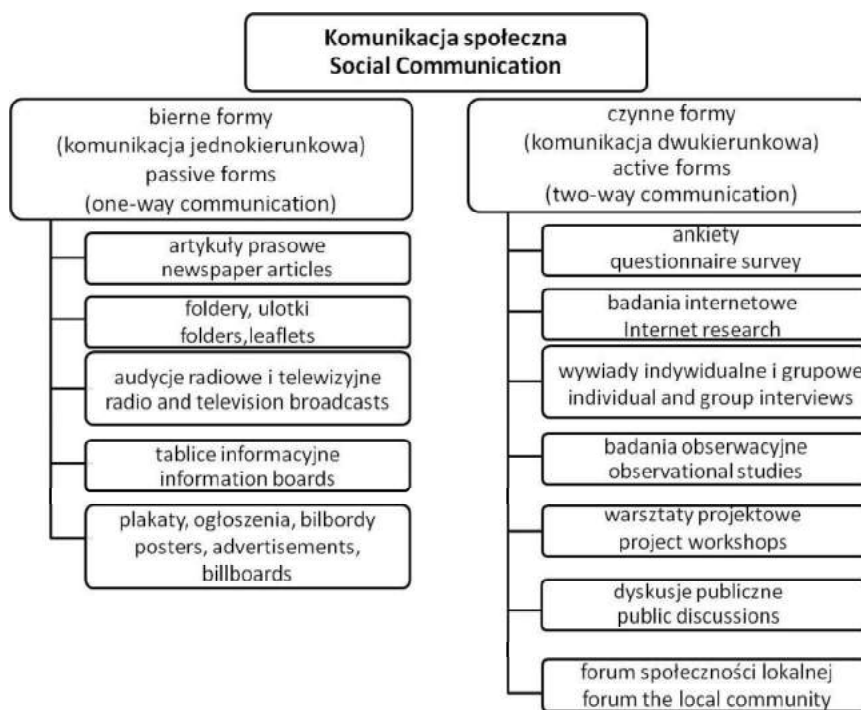 Komunikacja społeczna
Social Communication
bierne formy
(komunikacja jednokierunkowa)
passive forms
(one-way communication)
artykuły prasowe
newspaper articles
foldery, ulotki
folders,leaflets
audycje radiowe i telewizyjne
radio and television broadcasts
tablice informacyjne
information boards
plakaty, ogłoszenia, bilbordy
posters, advertisements,
billboards
czynne formy
(komunikacja dwukierunkowa)
active forms
(two-way communication)
ankiety
questionnaire survey
badania internetowe
Internet research
wywiady indywidualne i grupowe
individual and group interviews
badania obserwacyjne
observational studies
warsztaty projektowe
project workshops
dyskusje publiczne
public discussions
forum społeczności lokalnej
forum the local community